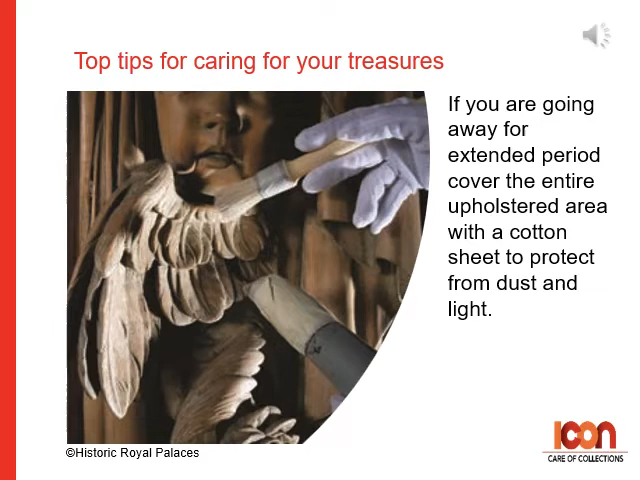 Top tips for caring for your treasures
If you are going
away for
extended period
cover the entire
upholstered area
with a cotton
sheet to protect
from dust and
light.
©Historic Royal Palaces
Icon
CARE OF COLLECTIONS